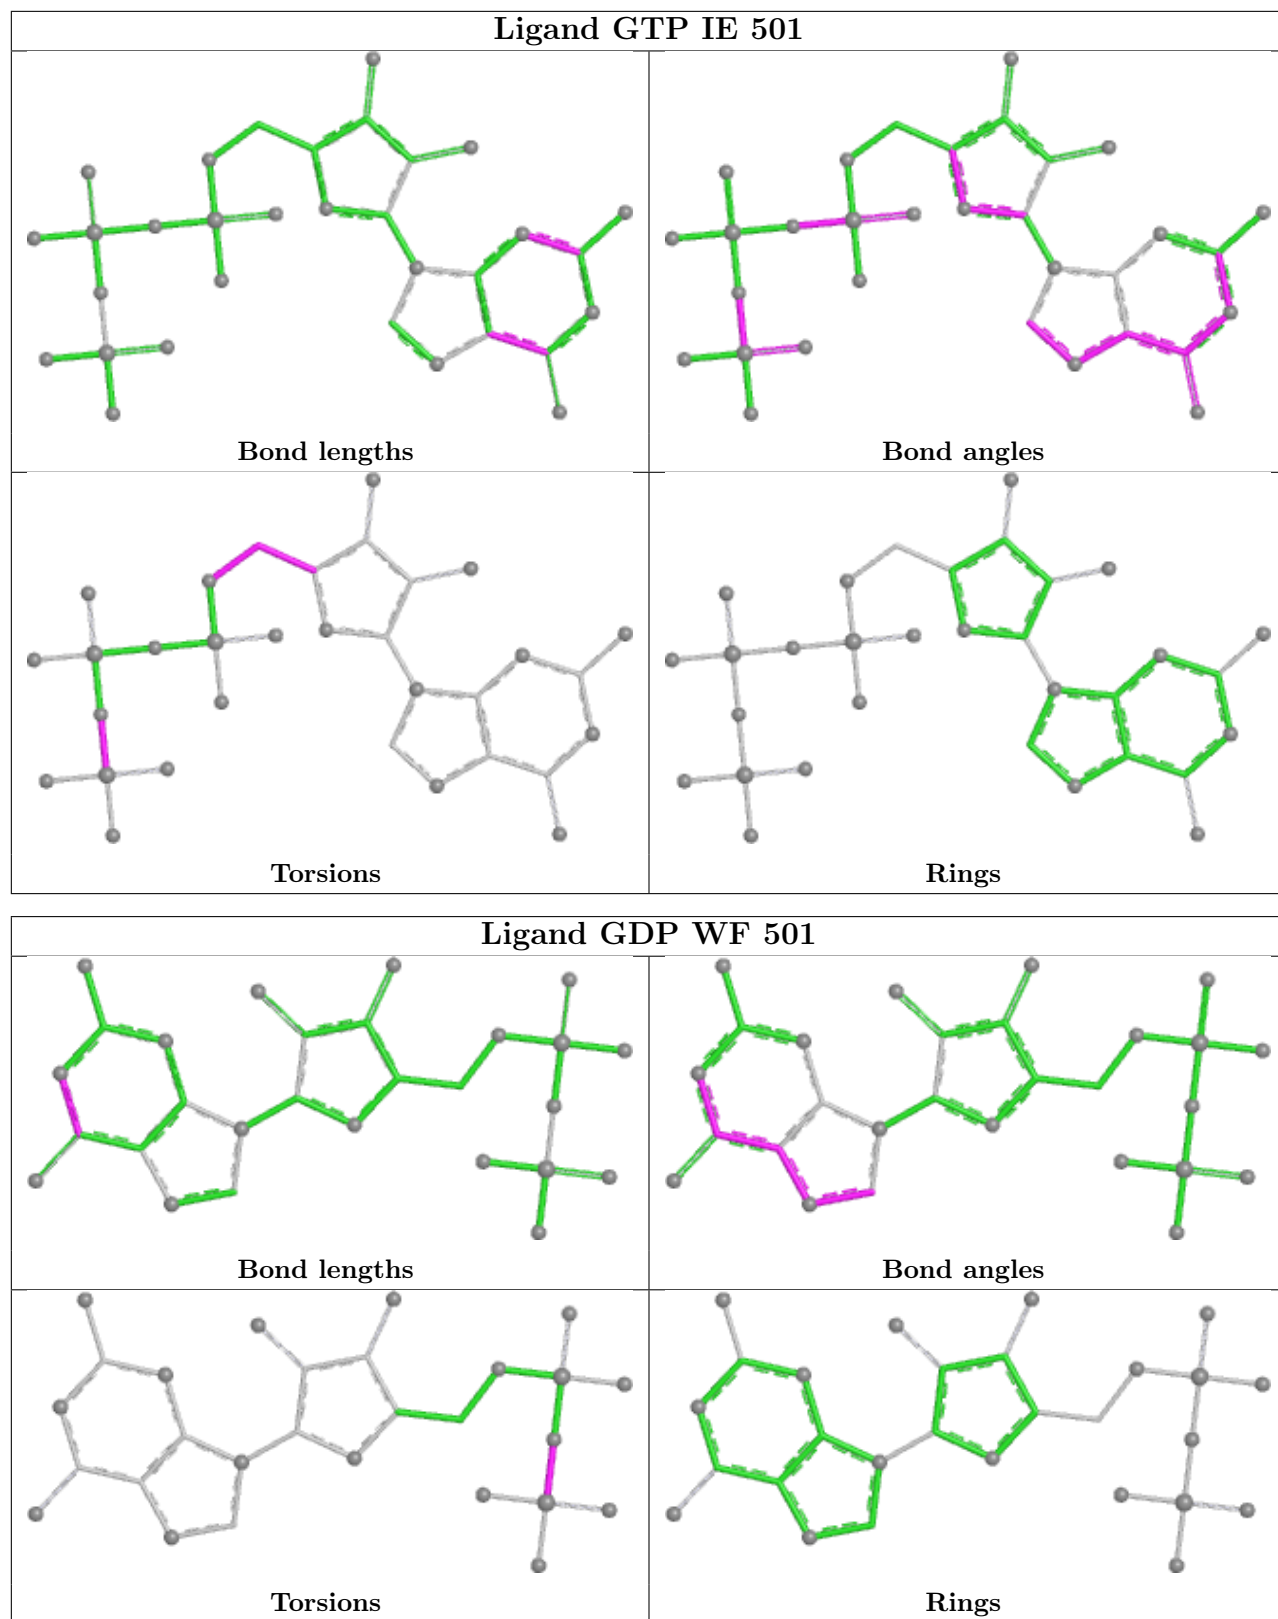 Ligand GTP IE 501
Bond lengths
Bond angles
Torsions
Rings
Ligand GDP WF 501
Bond lengths
Bond angles
Torsions
Rings